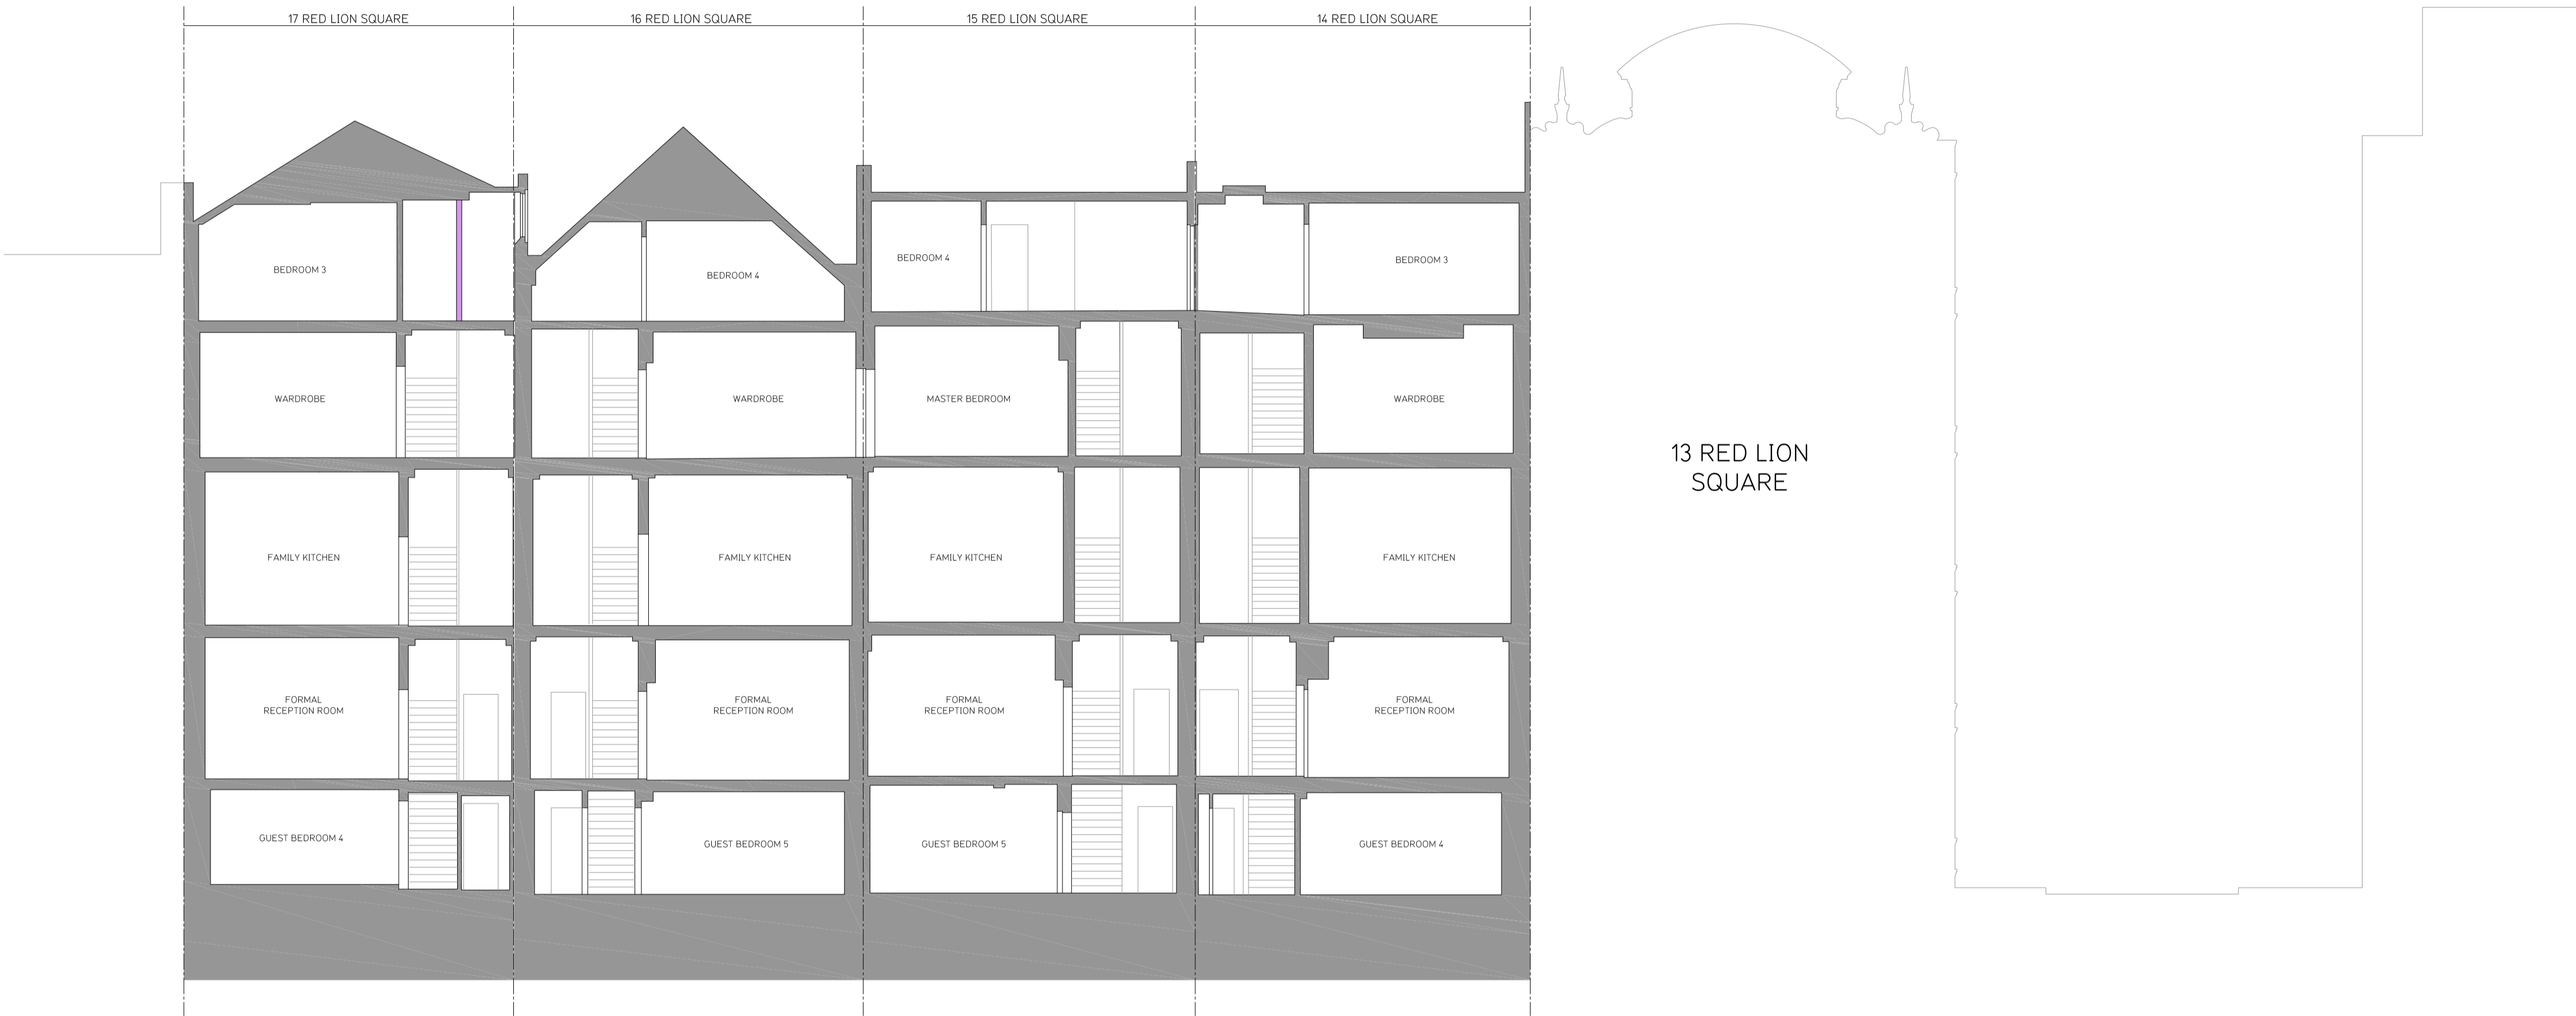 17 RED LION SQUARE
16 RED LION SQUARE
15 RED LION SQUARE
14 RED LION SQUARE
BEDROOM 3
BEDROOM 4
BEDROOM 4
BEDROOM 3
WARDROBE
WARDROBE
MASTER BEDROOM
WARDROBE
13 RED LION
SQUARE
FAMILY KITCHEN
FAMILY KITCHEN
FAMILY KITCHEN
FAMILY KITCHEN
FORMAL
RECEPTION ROOM
FORMAL
RECEPTION ROOM
FORMAL
RECEPTION ROOM
FORMAL
RECEPTION ROOM
GUEST BEDROOM 4
GUEST BEDROOM 5
GUEST BEDROOM 5
GUEST BEDROOM 4